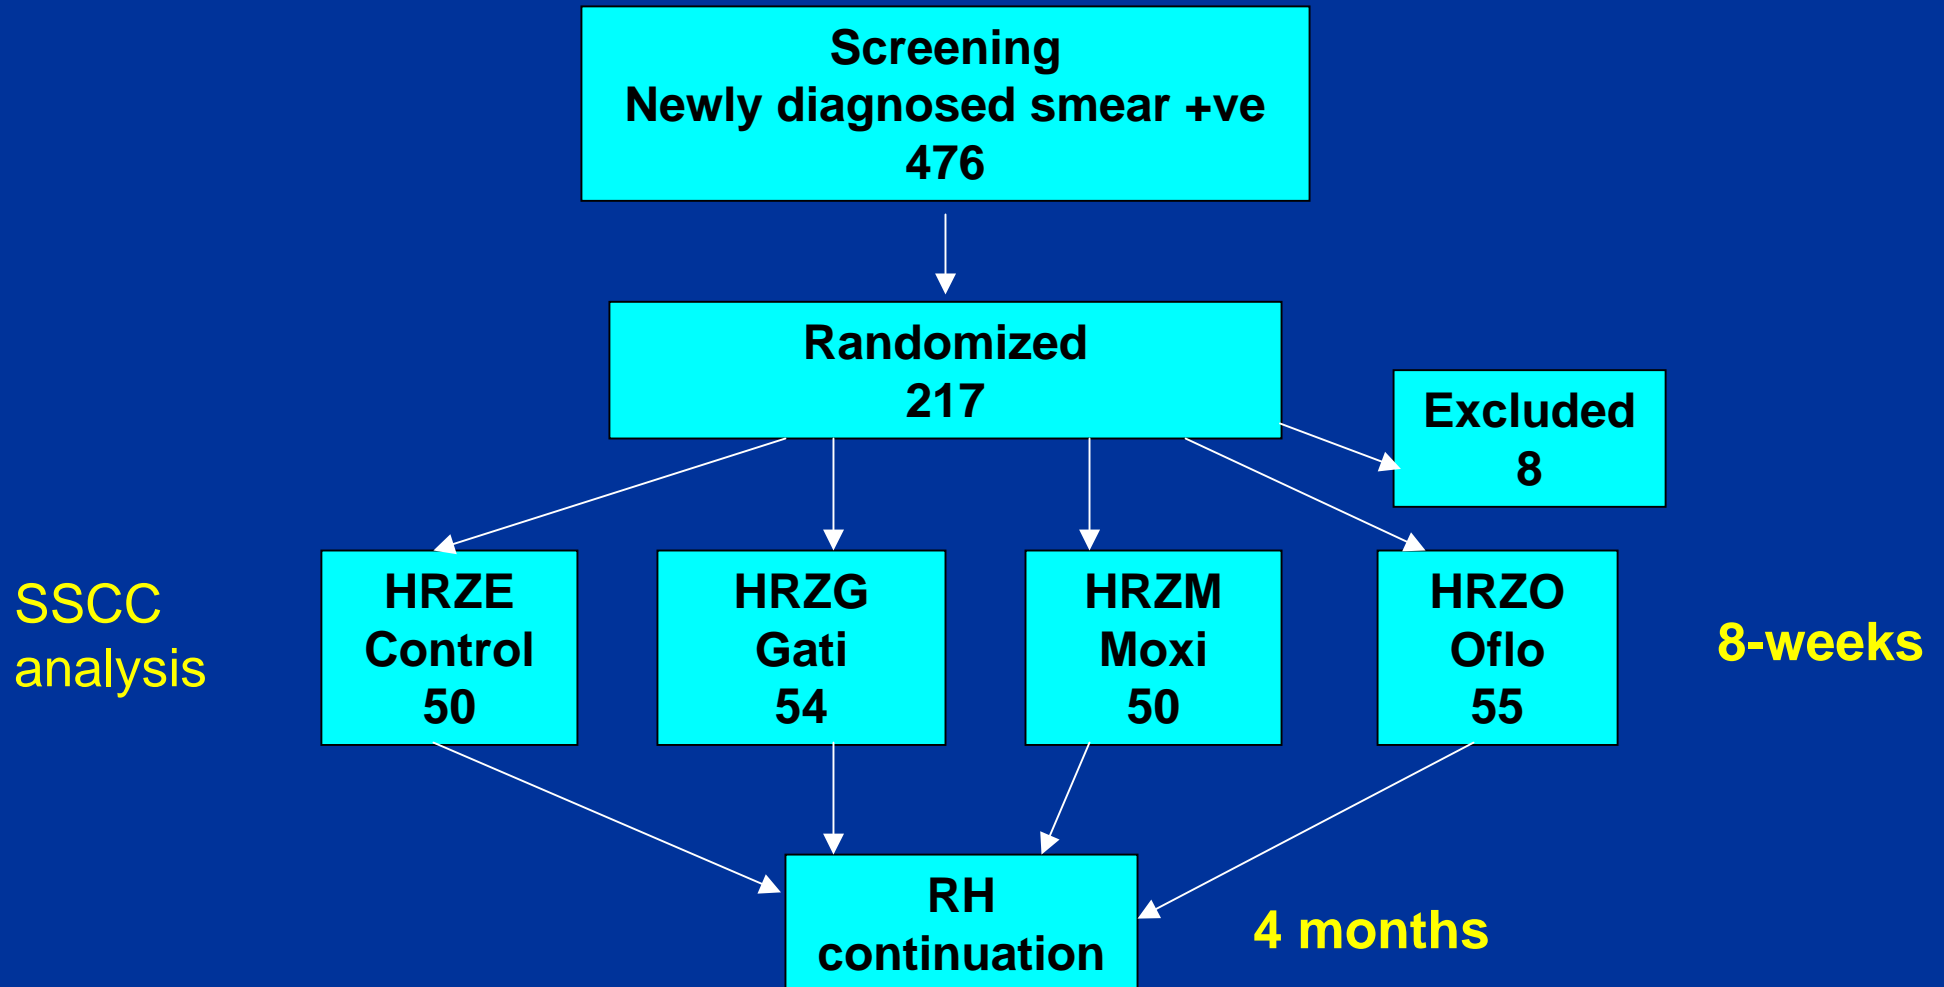 Screening
Newly diagnosed smear +ve
476
Randomized
217
Excluded
8
SSCC
analysis
HRZE
Control
50
HRZG
Gati
54
HRZM
Moxi
50
HRZO
Oflo
55
8-weeks
RH
continuation
4 months